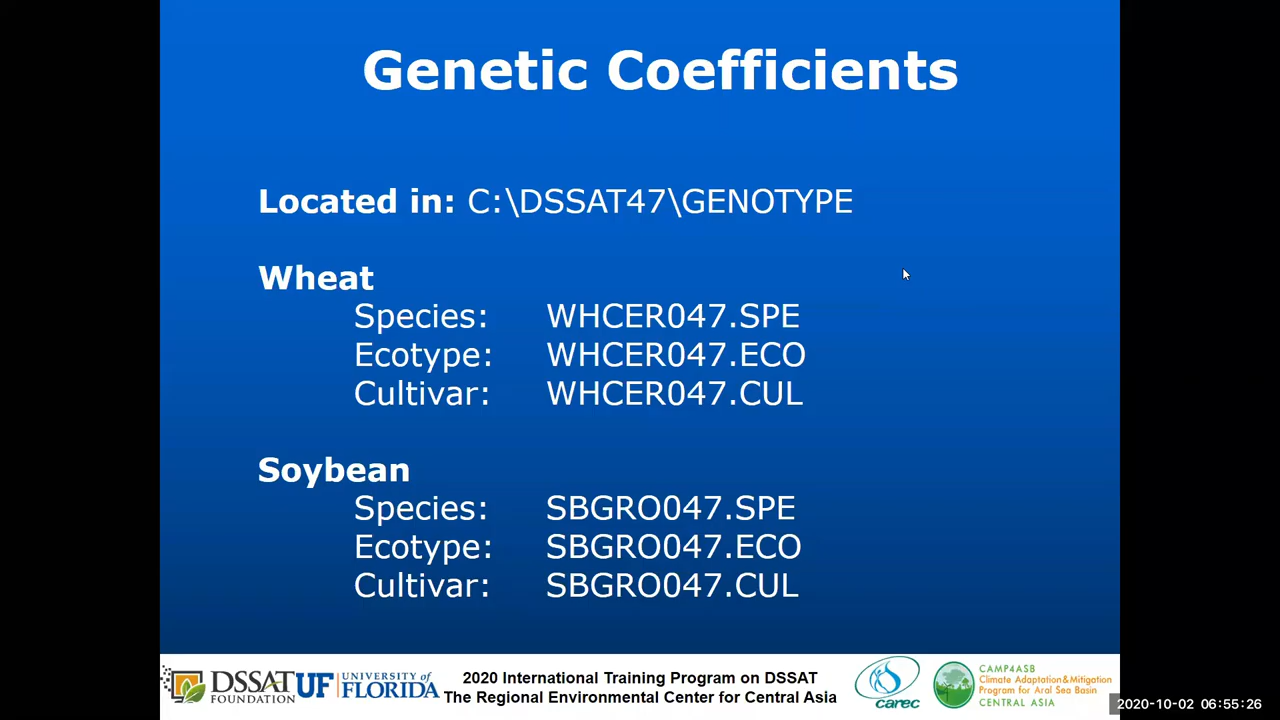 Genetic Coefficients
Located in: C:\DSSAT47\GENOTYPE
Wheat
Species: WHCER047.SPE
Ecotype: WHCER047.ECO
Cultivar: WHCER047.CUL
Soybean
Species: SBGRO047.SPE
Ecotype: SBGRO047.ECO
Cultivar: SBGRO047.CUL
DSSAT
FOUNDATION
UF UNIVERSITY of
FLORIDA
2020 International Training Program on DSSAT
The Regional Environmental Center for Central Asia
carec
CAMP4ASB
Climate Adaptation&Mitigation
Program for Aral Sea Basin
CENTRAL ASIA
2020-10-02 06:55:26